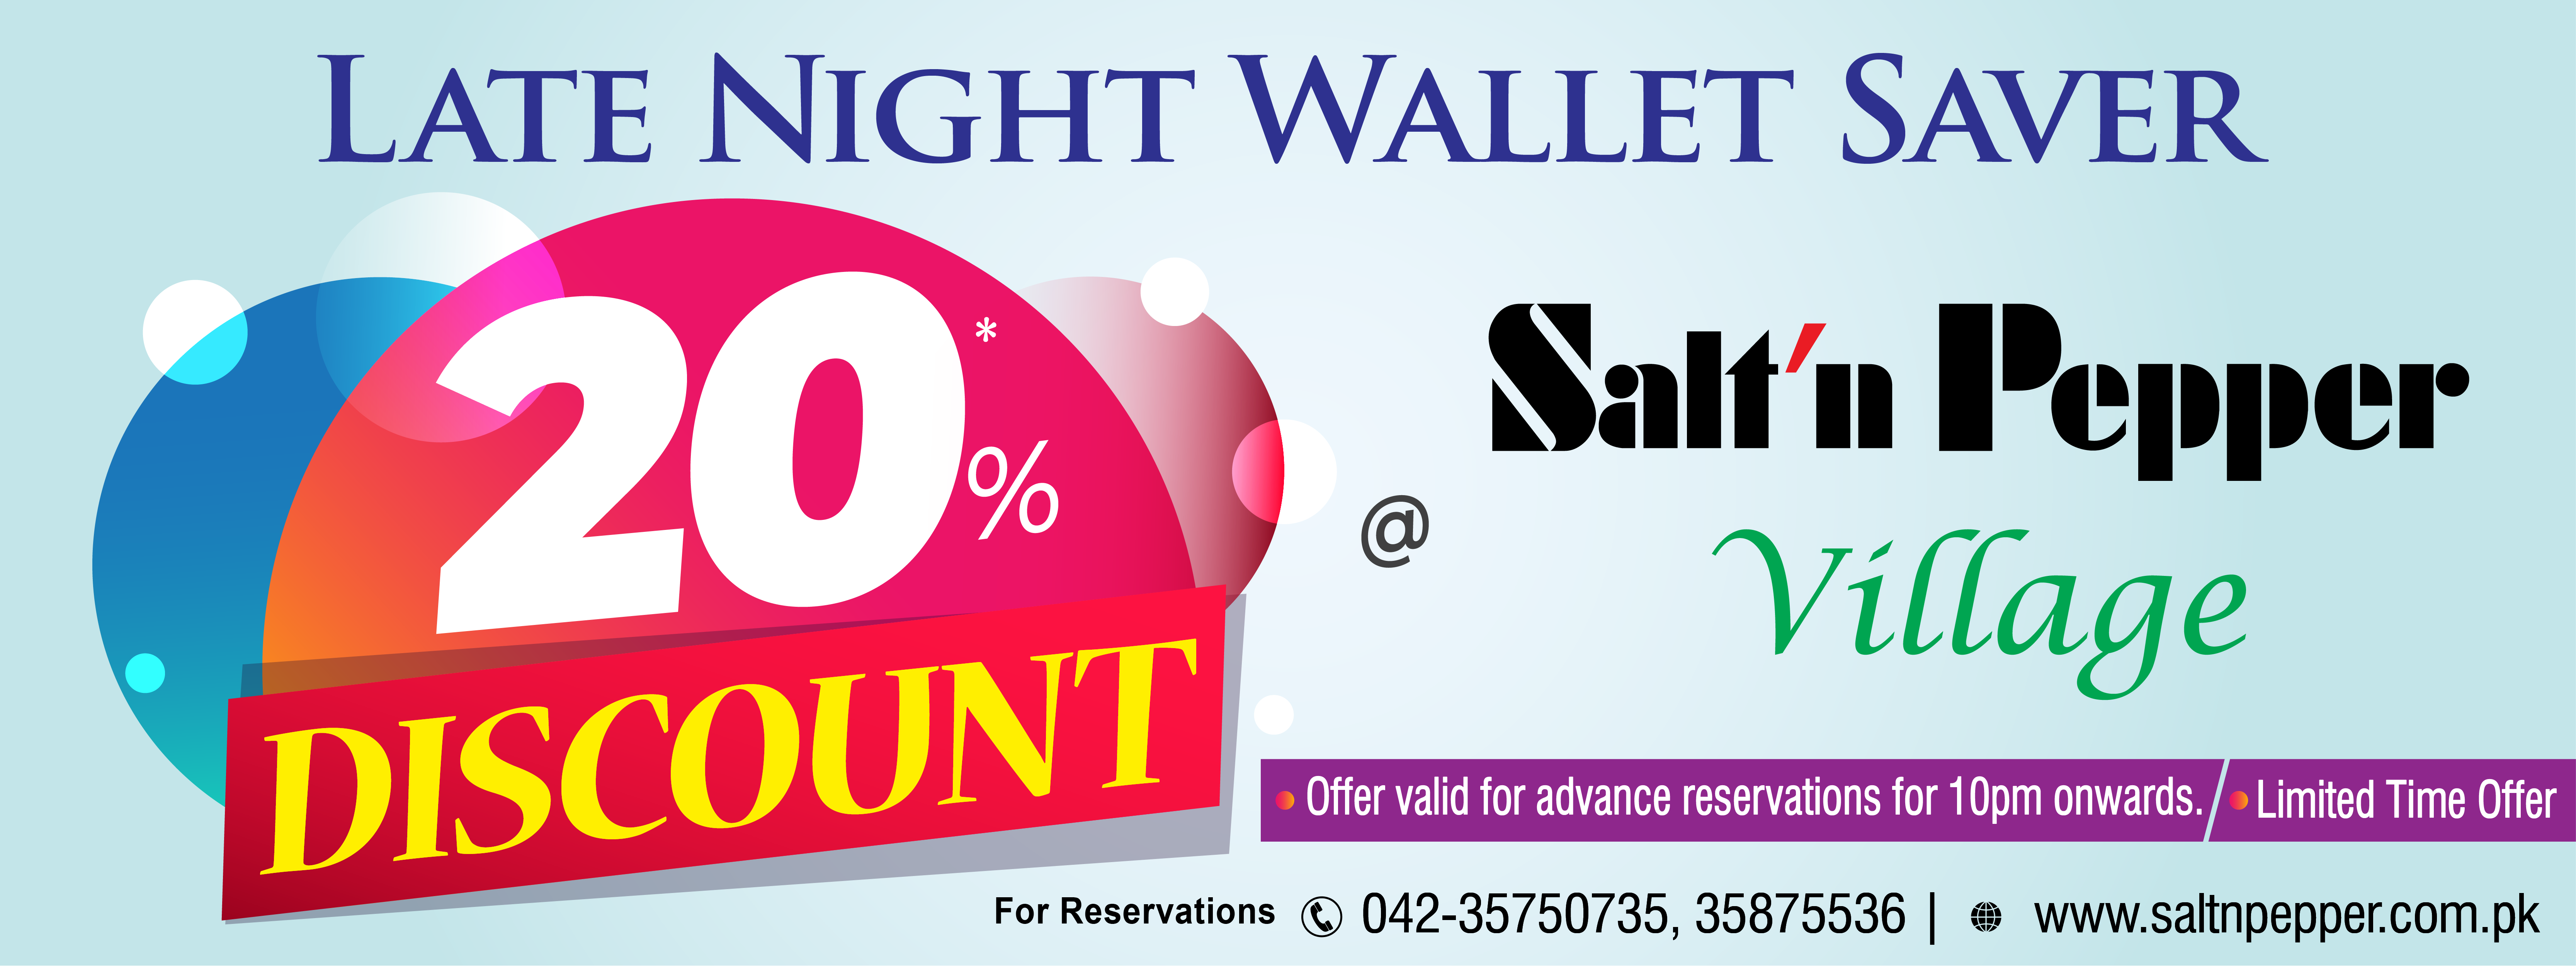 LATE NIGHT WALLET SAVER
20%*
DISCOUNT
@
Salt'n Pepper
Village
• Offer valid for advance reservations for 10pm onwards. / • Limited Time Offer
For Reservations 042-35750735, 35875536 | www.saltnpepper.com.pk